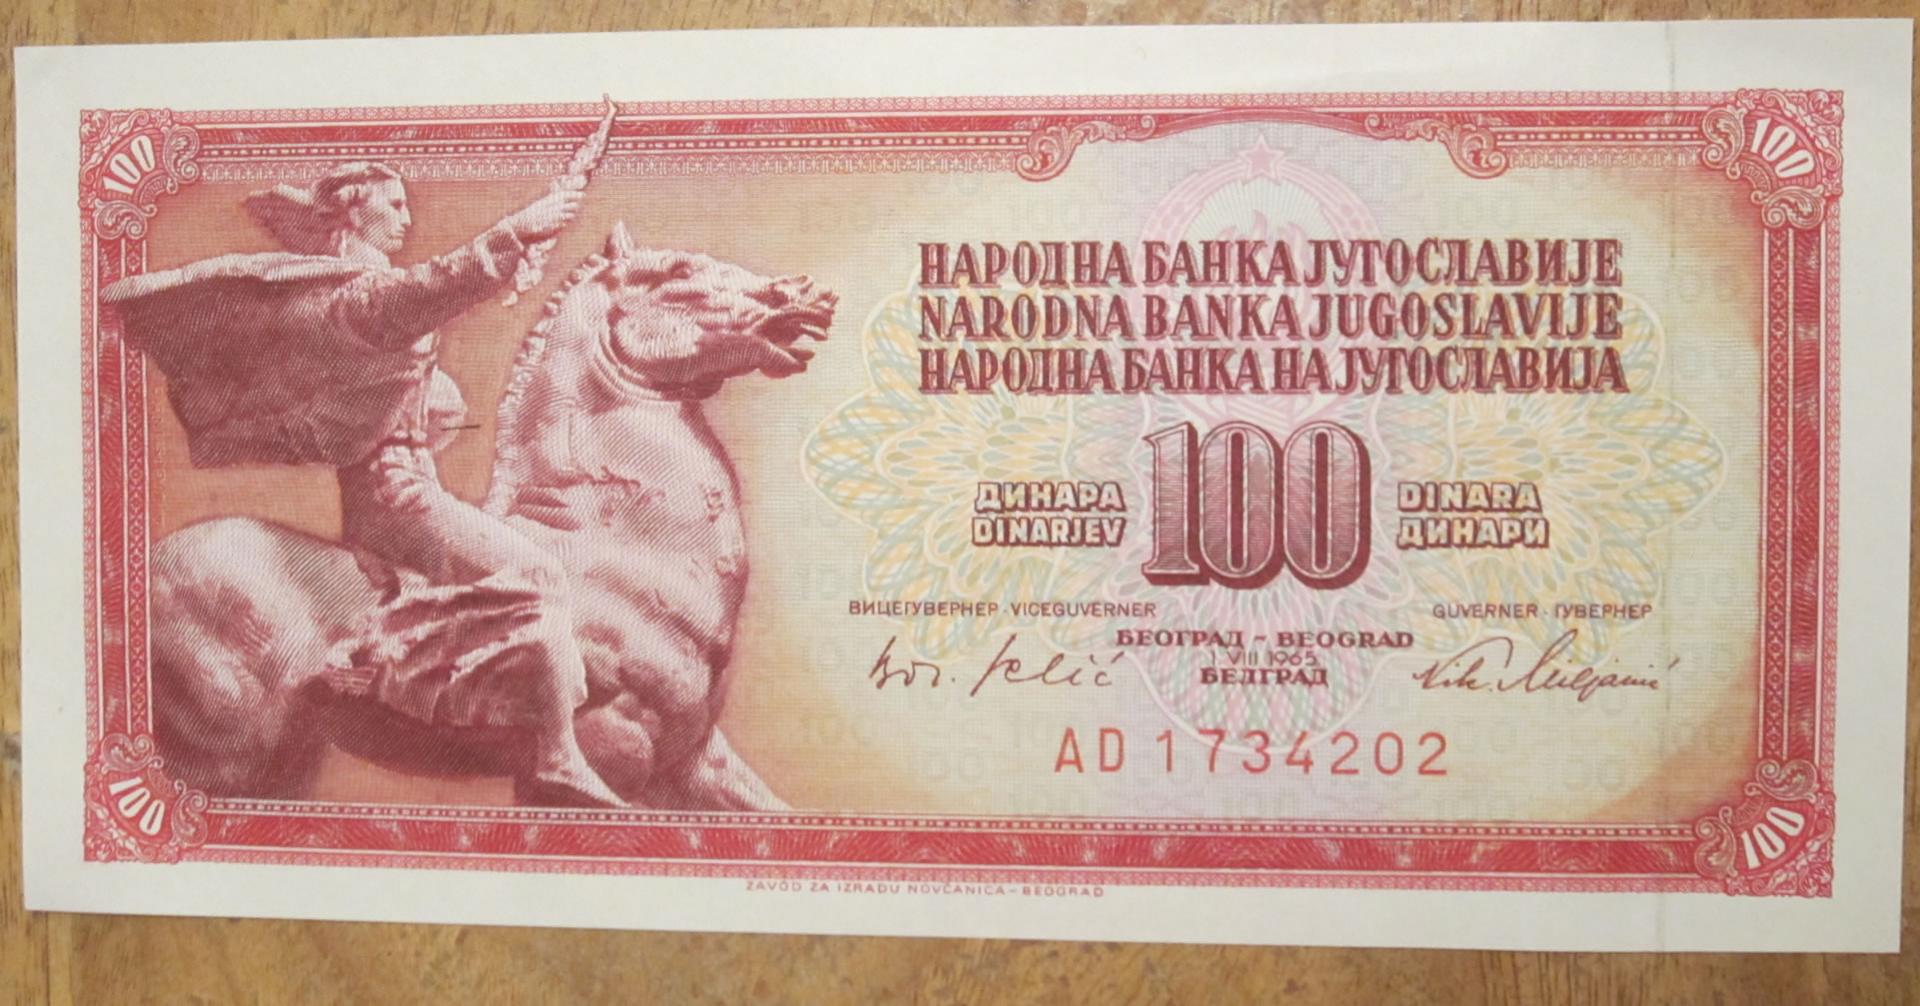 100
100
НАРОДНА БАНКА ЈУГОСЛАВИЈЕ
NARODNA BANKA JUGOSLAVIJE
НАРОДНА БАНКА НА ЈУГОСЛАВИЈА
ДИНАРА 100 DINARA
DINARJEV ДИНАРИ
ВИЦЕГУВЕРНЕР · VICEGUVERNER GUVERNER · ГУВЕРНЕР
БЕОГРАД – BEOGRAD
1 VIII 1965
БЕЛГРАД
AD 1734202
100
100
ZAVOD ZA IZRADU NOVČANICA – BEOGRAD